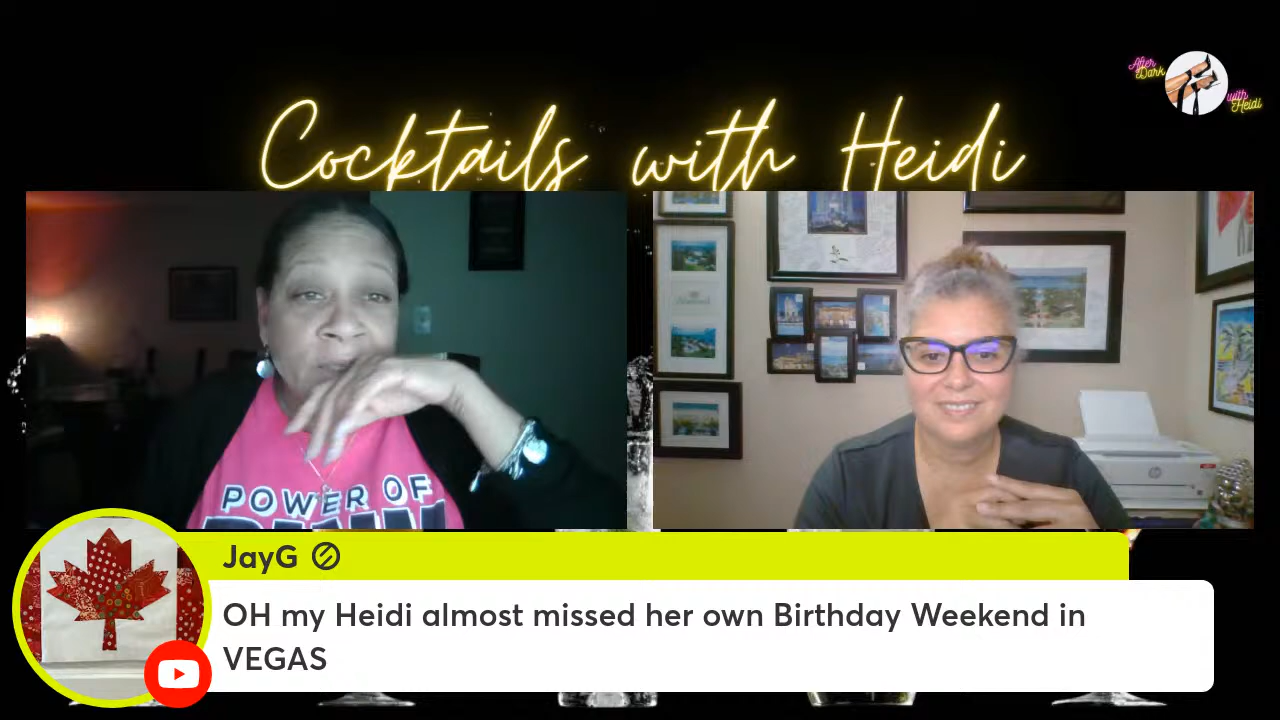 After
Dark
with
Heidi
Cocktails with Heidi
POWER OF
JayG
OH my Heidi almost missed her own Birthday Weekend in
VEGAS